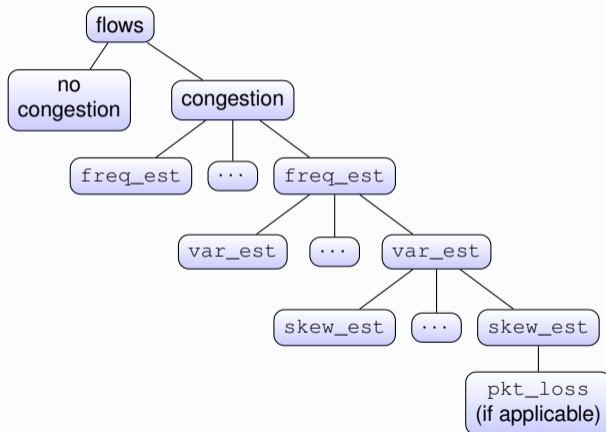 flows
no
congestion
congestion
freq_est
...
freq_est
var_est
...
var_est
skew_est
...
skew_est
pkt_loss
(if applicable)